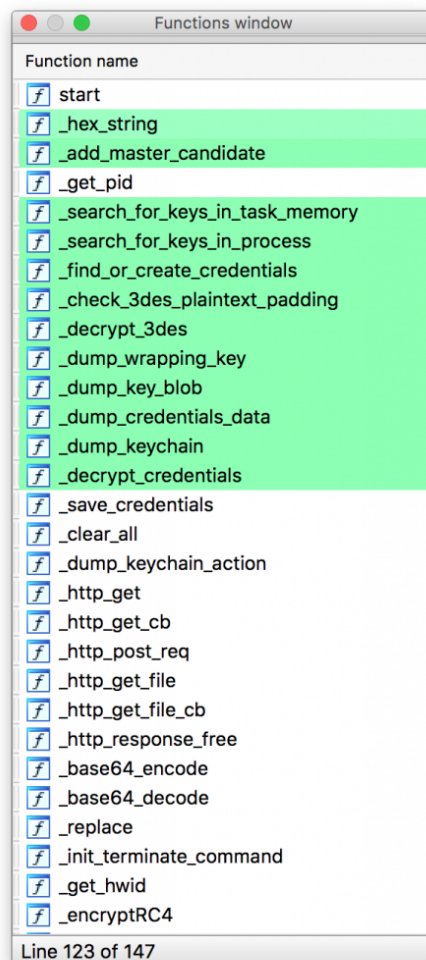 Functions window
Function name
start
_hex_string
_add_master_candidate
_get_pid
_search_for_keys_in_task_memory
_search_for_keys_in_process
_find_or_create_credentials
_check_3des_plaintext_padding
_decrypt_3des
_dump_wrapping_key
_dump_key_blob
_dump_credentials_data
_dump_keychain
_decrypt_credentials
_save_credentials
_clear_all
_dump_keychain_action
_http_get
_http_get_cb
_http_post_req
_http_get_file
_http_get_file_cb
_http_response_free
_base64_encode
_base64_decode
_replace
_init_terminate_command
_get_hwid
_encryptRC4
Line 123 of 147